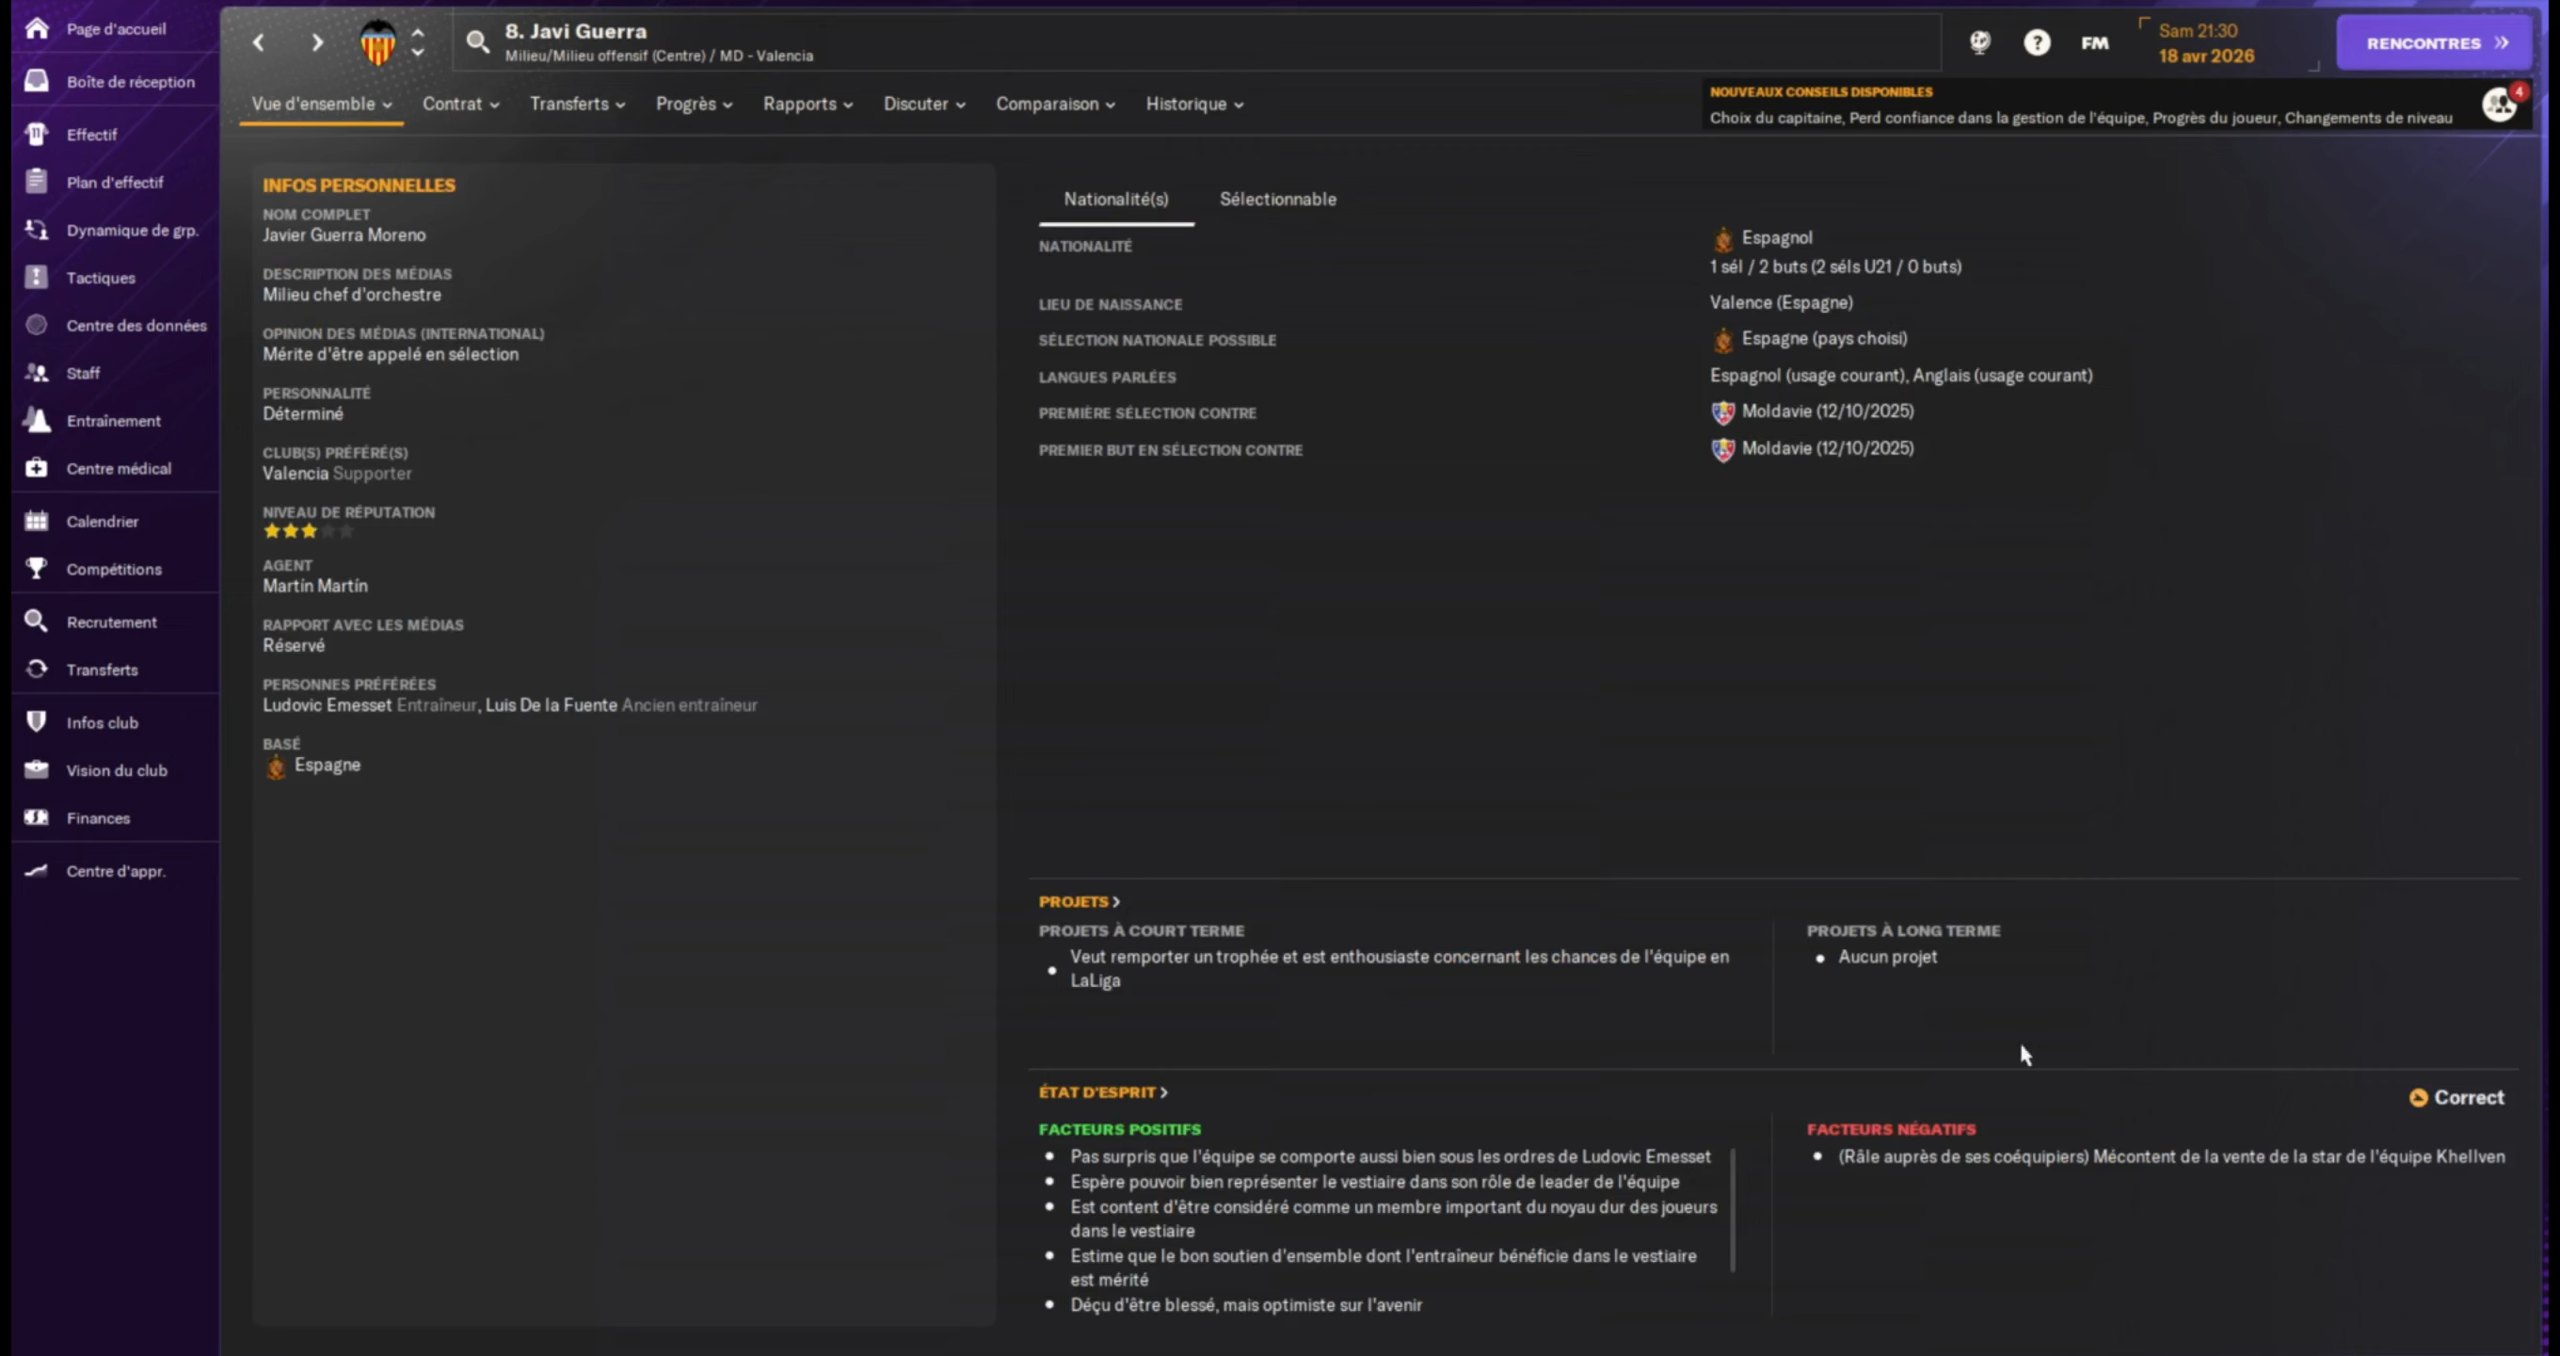 Page d'accueil
Boîte de réception
Effectif
Plan d'effectif
Dynamique de grp.
Tactiques
Centre des données
Staff
Entraînement
Centre médical
Calendrier
Compétitions
Recrutement
Transferts
Infos club
Vision du club
Finances
Centre d'appr.
8. Javi Guerra
Milieu/Milieu offensif (Centre) / MD - Valencia
?
FM
Sam 21:30
18 avr 2026
RENCONTRES
Vue d'ensemble
Contrat
Transferts
Progrès
Rapports
Discuter
Comparaison
Historique
NOUVEAUX CONSEILS DISPONIBLES
Choix du capitaine, Perd confiance dans la gestion de l'équipe, Progrès du joueur, Changements de niveau
4
INFOS PERSONNELLES
NOM COMPLET
Javier Guerra Moreno
DESCRIPTION DES MÉDIAS
Milieu chef d'orchestre
OPINION DES MÉDIAS (INTERNATIONAL)
Mérite d'être appelé en sélection
PERSONNALITÉ
Déterminé
CLUB(S) PRÉFÉRÉ(S)
Valencia Supporter
NIVEAU DE RÉPUTATION
AGENT
Martín Martín
RAPPORT AVEC LES MÉDIAS
Réservé
PERSONNES PRÉFÉRÉES
Ludovic Emesset Entraîneur, Luis De la Fuente Ancien entraîneur
BASÉ
Espagne
Nationalité(s)
Sélectionnable
NATIONALITÉ
Espagnol
1 sél / 2 buts (2 séls U21 / 0 buts)
LIEU DE NAISSANCE
Valence (Espagne)
SÉLECTION NATIONALE POSSIBLE
Espagne (pays choisi)
LANGUES PARLÉES
Espagnol (usage courant), Anglais (usage courant)
PREMIÈRE SÉLECTION CONTRE
Moldavie (12/10/2025)
PREMIER BUT EN SÉLECTION CONTRE
Moldavie (12/10/2025)
PROJETS
PROJETS À COURT TERME
Veut remporter un trophée et est enthousiaste concernant les chances de l'équipe en
LaLiga
PROJETS À LONG TERME
Aucun projet
ÉTAT D'ESPRIT
Correct
FACTEURS POSITIFS
Pas surpris que l'équipe se comporte aussi bien sous les ordres de Ludovic Emesset
Espère pouvoir bien représenter le vestiaire dans son rôle de leader de l'équipe
Est content d'être considéré comme un membre important du noyau dur des joueurs
dans le vestiaire
Estime que le bon soutien d'ensemble dont l'entraîneur bénéficie dans le vestiaire
est mérité
Déçu d'être blessé, mais optimiste sur l'avenir
FACTEURS NÉGATIFS
(Râle auprès de ses coéquipiers) Mécontent de la vente de la star de l'équipe Khellven